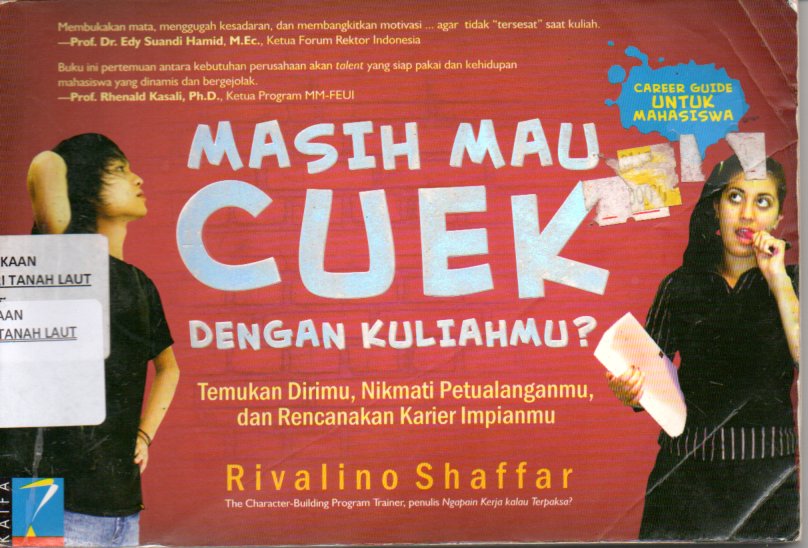 Membukakan mata, menggugah kesadaran, dan membangkitkan motivasi ... agar tidak "tersesat" saat kuliah.
—Prof. Dr. Edy Suandi Hamid, M.Ec., Ketua Forum Rektor Indonesia
Buku ini pertemuan antara kebutuhan perusahaan akan talent yang siap pakai dan kehidupan
mahasiswa yang dinamis dan bergejolak.
—Prof. Rhenald Kasali, Ph.D., Ketua Program MM-FEUI
CAREER GUIDE
UNTUK
MAHASISWA
MASIH MAU
CUEK
DENGAN KULIAHMU?
KAAN
I TANAH LAUT
AAN
TANAH LAUT
Temukan Dirimu, Nikmati Petualanganmu,
dan Rencanakan Karier Impianmu
Rivalino Shaffar
The Character-Building Program Trainer, penulis Ngapain Kerja kalau Terpaksa?
KAIFA